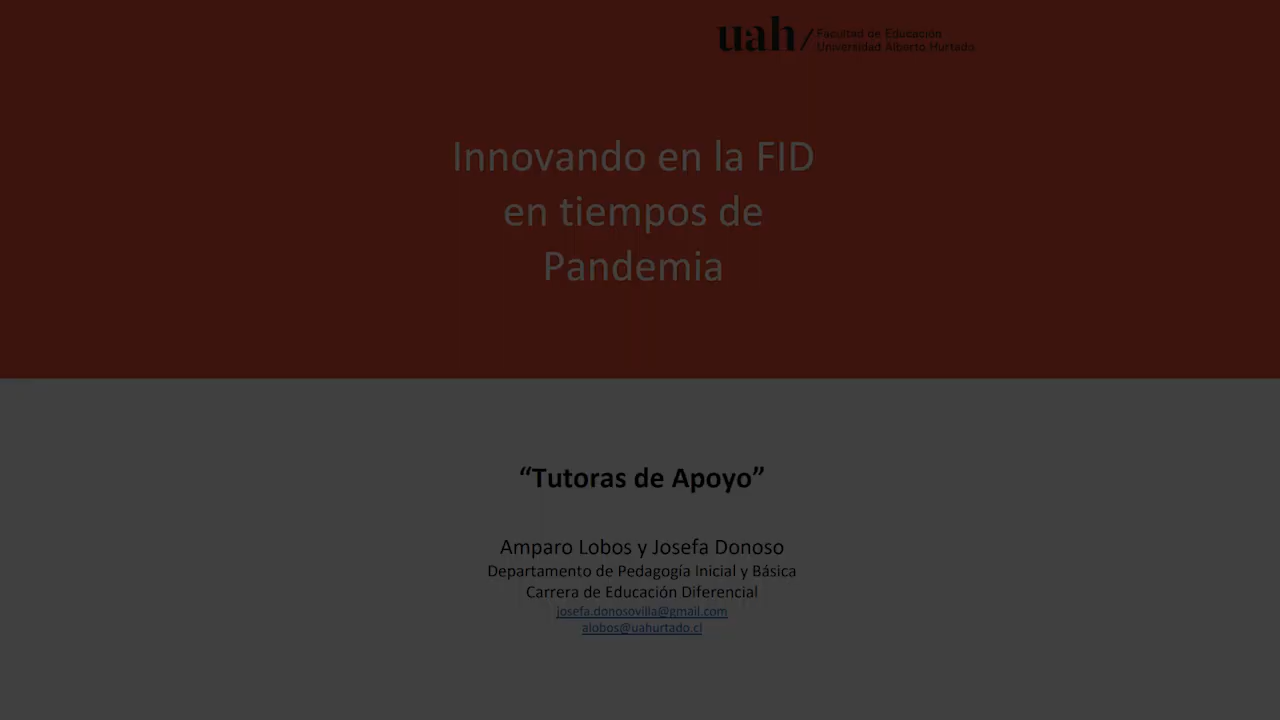 uah/ Facultad de Educación
Universidad Alberto Hurtado
Innovando en la FID
en tiempos de
Pandemia
“Tutoras de Apoyo”
Amparo Lobos y Josefa Donoso
Departamento de Pedagogía Inicial y Básica
Carrera de Educación Diferencial
josefa.donosovilla@gmail.com
alobos@uahurtado.cl